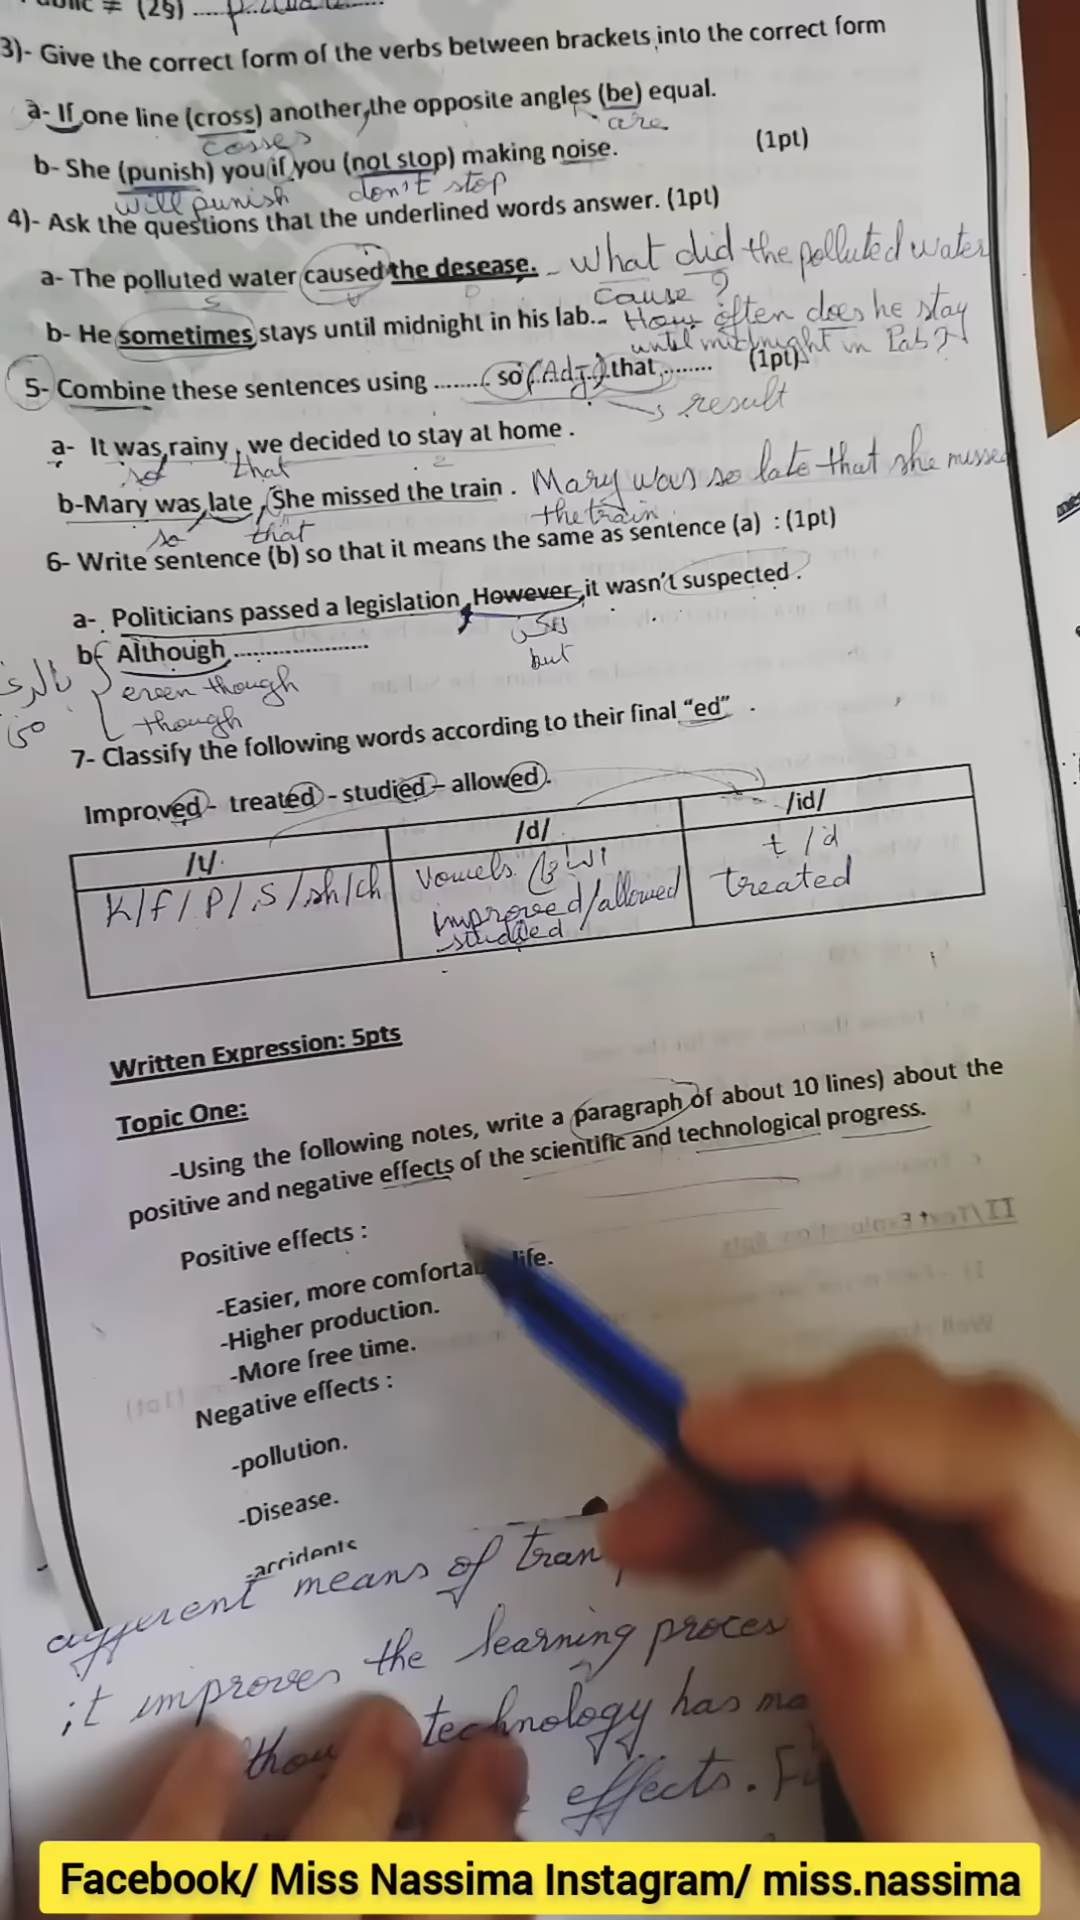 ≠ (2§) ....
3)- Give the correct form of the verbs between brackets into the correct form
a- If one line (cross) another, the opposite angles (be) equal.
cosses are
b- She (punish) you if you (not stop) making noise. (1pt)
will punish don't stop
4)- Ask the questions that the underlined words answer. (1pt)
a- The polluted water caused the desease. - What did the polluted water
S V cause ?
b- He sometimes stays until midnight in his lab.. How often does he stay
until midnight in Lab?
5- Combine these sentences using ........ so (Adj.) that ........ (1pt).
result
a- It was rainy , we decided to stay at home .
so that 2
b-Mary was late , She missed the train . Mary was so late that she missed
so that the train.
6- Write sentence (b) so that it means the same as sentence (a) : (1pt)
a- Politicians passed a legislation, However, it wasn't suspected .
but
b- Although ......................
even though
though
7- Classify the following words according to their final "ed" .
Improved - treated - studied – allowed.
/t/ /d/ /id/
K/f/P/S/sh/ch Vowels t/d
improved/allowed treated
studied
Written Expression: 5pts
Topic One:
-Using the following notes, write a paragraph of about 10 lines) about the
positive and negative effects of the scientific and technological progress.
Positive effects :
-Easier, more comfortab life.
-Higher production.
-More free time.
Negative effects :
-pollution.
-Disease.
-accidents
means of tran
it improves the learning proces
thou technology has ma
effects. Fi
Facebook/ Miss Nassima Instagram/ miss.nassima